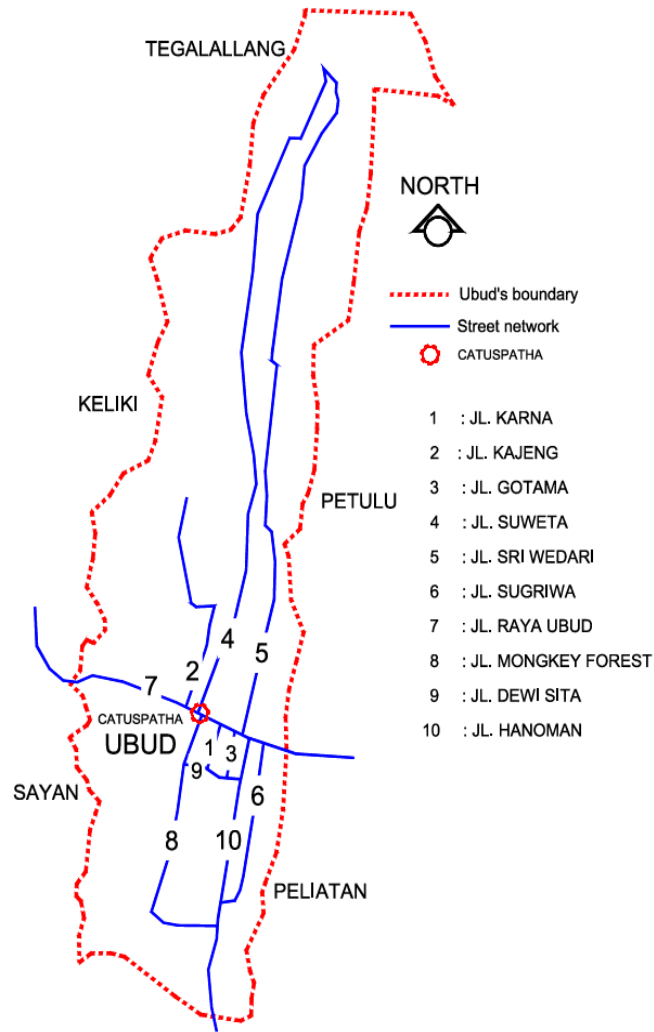 TEGALALLANG
NORTH
Ubud's boundary
Street network
CATUSPATHA
KELIKI
1 : JL. KARNA
2 : JL. KAJENG
3 : JL. GOTAMA
4 : JL. SUWETA
5 : JL. SRI WEDARI
6 : JL. SUGRIWA
7 : JL. RAYA UBUD
8 : JL. MONGKEY FOREST
9 : JL. DEWI SITA
10 : JL. HANOMAN
PETULU
4
5
2
7
CATUSPATHA
UBUD
1
3
9
6
SAYAN
8
10
PELIATAN